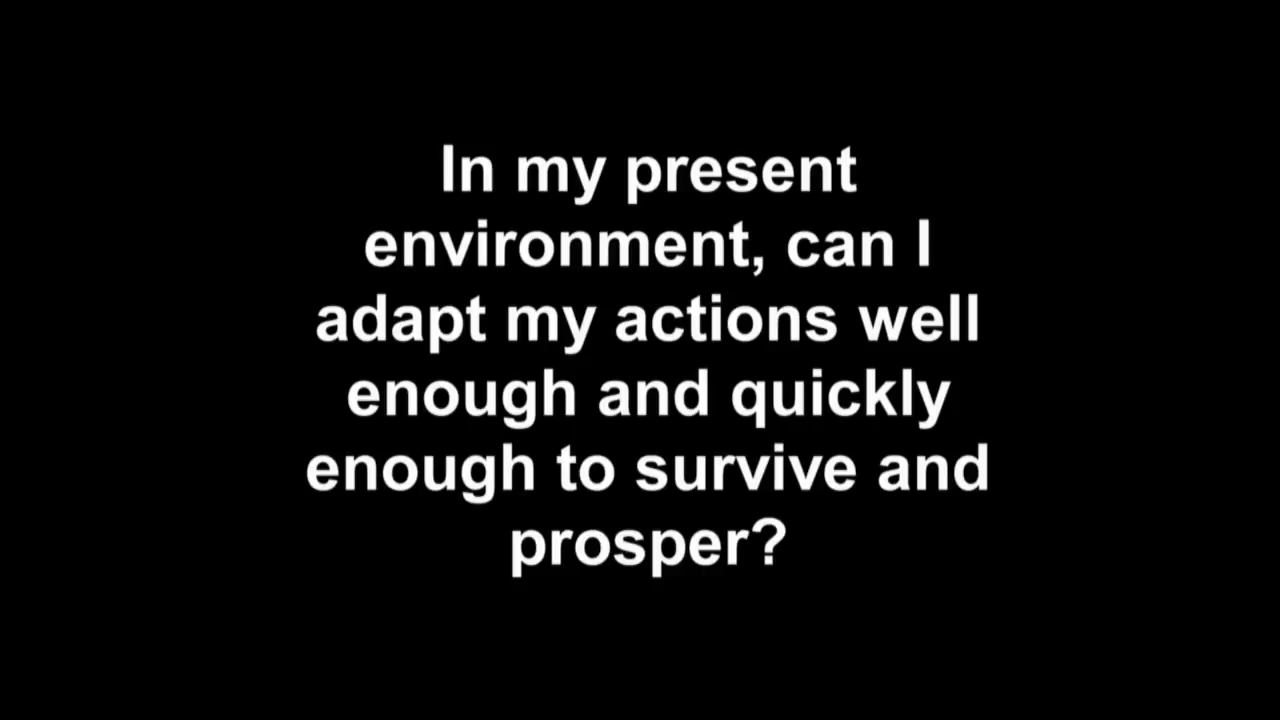 In my present
environment, can I
adapt my actions well
enough and quickly
enough to survive and
prosper?